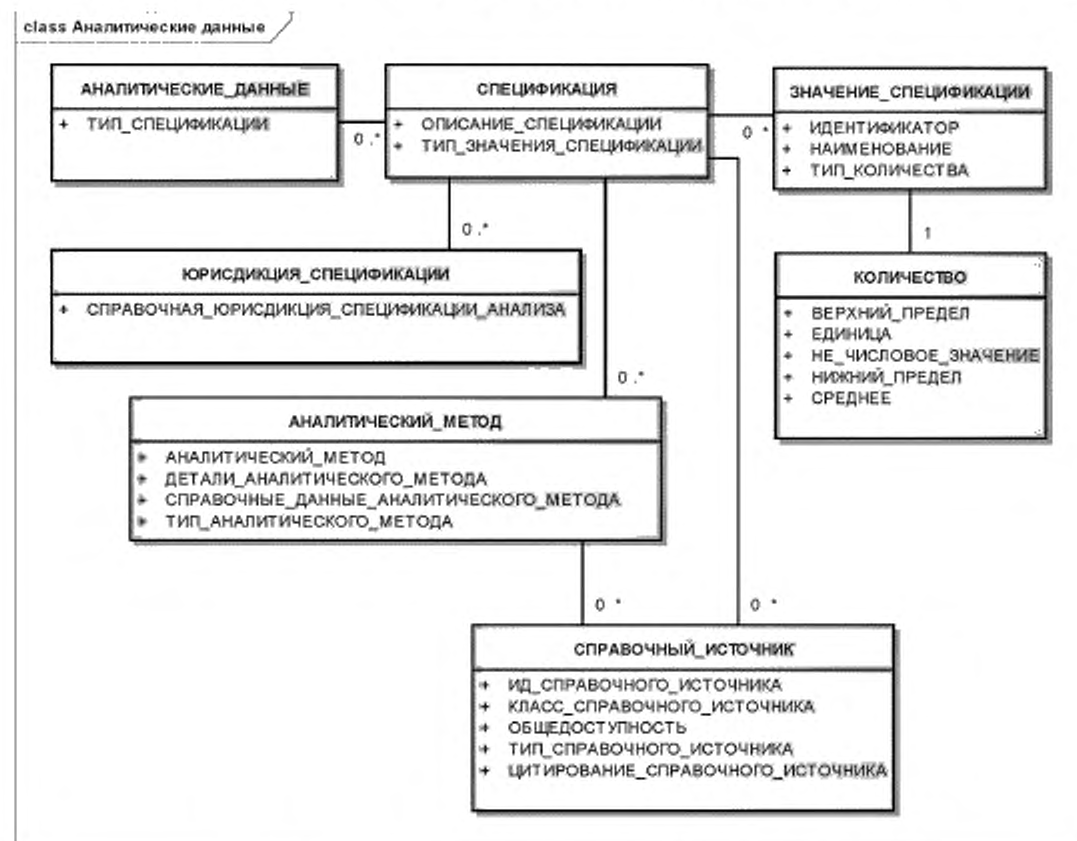 class Аналитические данные
АНАЛИТИЧЕСКИЕ_ДАННЫЕ
+ ТИП_СПЕЦИФИКАЦИИ
0..*
СПЕЦИФИКАЦИЯ
+ ОПИСАНИЕ_СПЕЦИФИКАЦИИ
+ ТИП_ЗНАЧЕНИЯ_СПЕЦИФИКАЦИИ
0 *
ЗНАЧЕНИЕ_СПЕЦИФИКАЦИИ
+ ИДЕНТИФИКАТОР
+ НАИМЕНОВАНИЕ
+ ТИП_КОЛИЧЕСТВА
0..*
1
ЮРИСДИКЦИЯ_СПЕЦИФИКАЦИИ
+ СПРАВОЧНАЯ_ЮРИСДИКЦИЯ_СПЕЦИФИКАЦИИ_АНАЛИЗА
КОЛИЧЕСТВО
+ ВЕРХНИЙ_ПРЕДЕЛ
+ ЕДИНИЦА
+ НЕ_ЧИСЛОВОЕ_ЗНАЧЕНИЕ
+ НИЖНИЙ_ПРЕДЕЛ
+ СРЕДНЕЕ
0..*
АНАЛИТИЧЕСКИЙ_МЕТОД
+ АНАЛИТИЧЕСКИЙ_МЕТОД
+ ДЕТАЛИ_АНАЛИТИЧЕСКОГО_МЕТОДА
+ СПРАВОЧНЫЕ_ДАННЫЕ_АНАЛИТИЧЕСКОГО_МЕТОДА
+ ТИП_АНАЛИТИЧЕСКОГО_МЕТОДА
0 *
0 *
СПРАВОЧНЫЙ_ИСТОЧНИК
+ ИД_СПРАВОЧНОГО_ИСТОЧНИКА
+ КЛАСС_СПРАВОЧНОГО_ИСТОЧНИКА
+ ОБЩЕДОСТУПНОСТЬ
+ ТИП_СПРАВОЧНОГО_ИСТОЧНИКА
+ ЦИТИРОВАНИЕ_СПРАВОЧНОГО_ИСТОЧНИКА